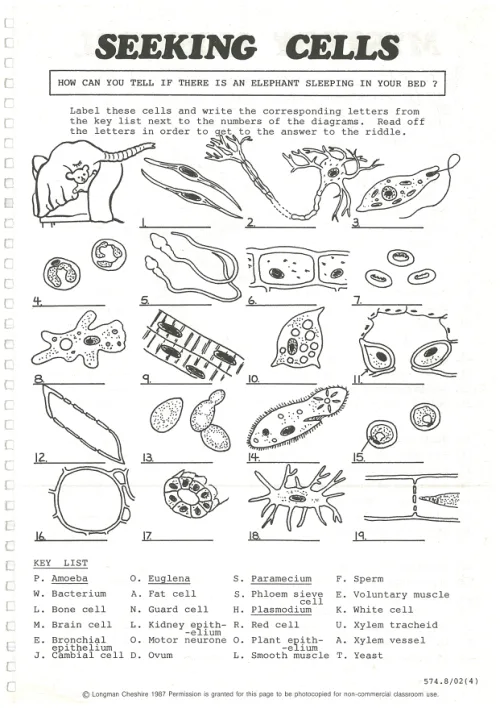 SEEKING CELLS
HOW CAN YOU TELL IF THERE IS AN ELEPHANT SLEEPING IN YOUR BED ?
Label these cells and write the corresponding letters from
the key list next to the numbers of the diagrams. Read off
the letters in order to get to the answer to the riddle.
1.
2.
3.
4.
5.
6.
7.
8.
9.
10.
11.
12.
13.
14.
15.
16.
17.
18.
19.
KEY LIST
P. Amoeba O. Euglena S. Paramecium F. Sperm
W. Bacterium A. Fat cell S. Phloem sieve cell E. Voluntary muscle
L. Bone cell N. Guard cell H. Plasmodium K. White cell
M. Brain cell L. Kidney epith-elium R. Red cell U. Xylem tracheid
E. Bronchial epithelium O. Motor neurone O. Plant epith-elium A. Xylem vessel
J. Cambial cell D. Ovum L. Smooth muscle T. Yeast
574.8/02(4)
© Longman Cheshire 1987 Permission is granted for this page to be photocopied for non-commercial classroom use.